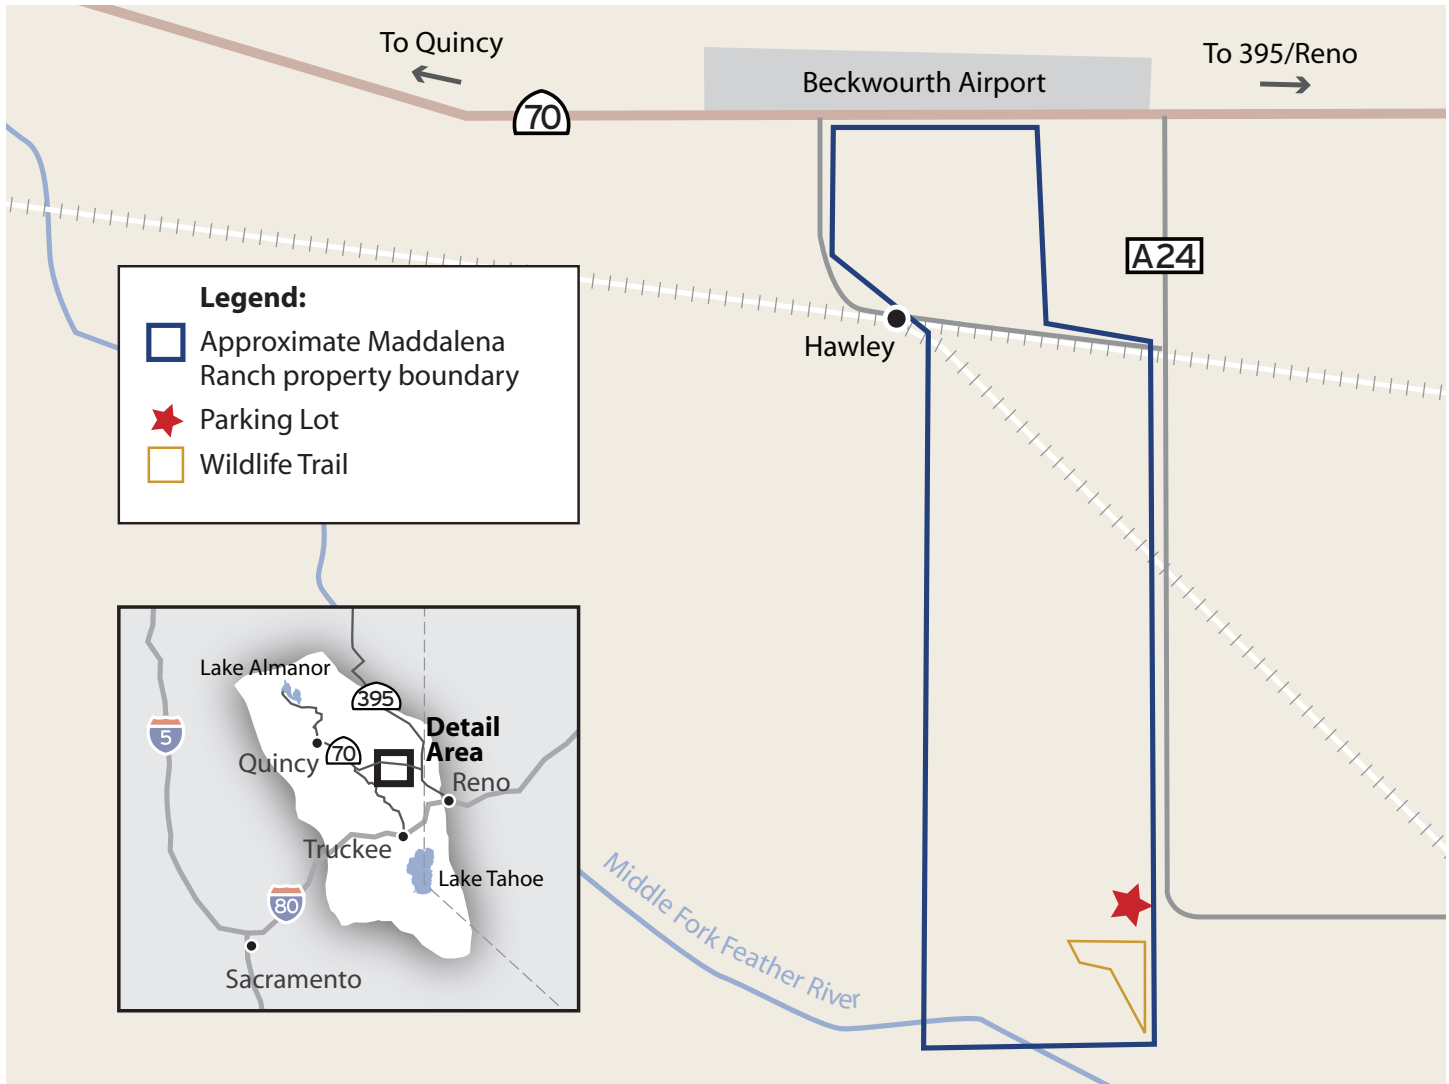 To Quincy
Beckwourth Airport
To 395/Reno
70
A24
Legend:
Approximate Maddalena
Ranch property boundary
Parking Lot
Wildlife Trail
Hawley
Lake Almanor
395
5
Detail
Area
70
Quincy
Reno
Truckee
Lake Tahoe
80
Sacramento
Middle Fork Feather River